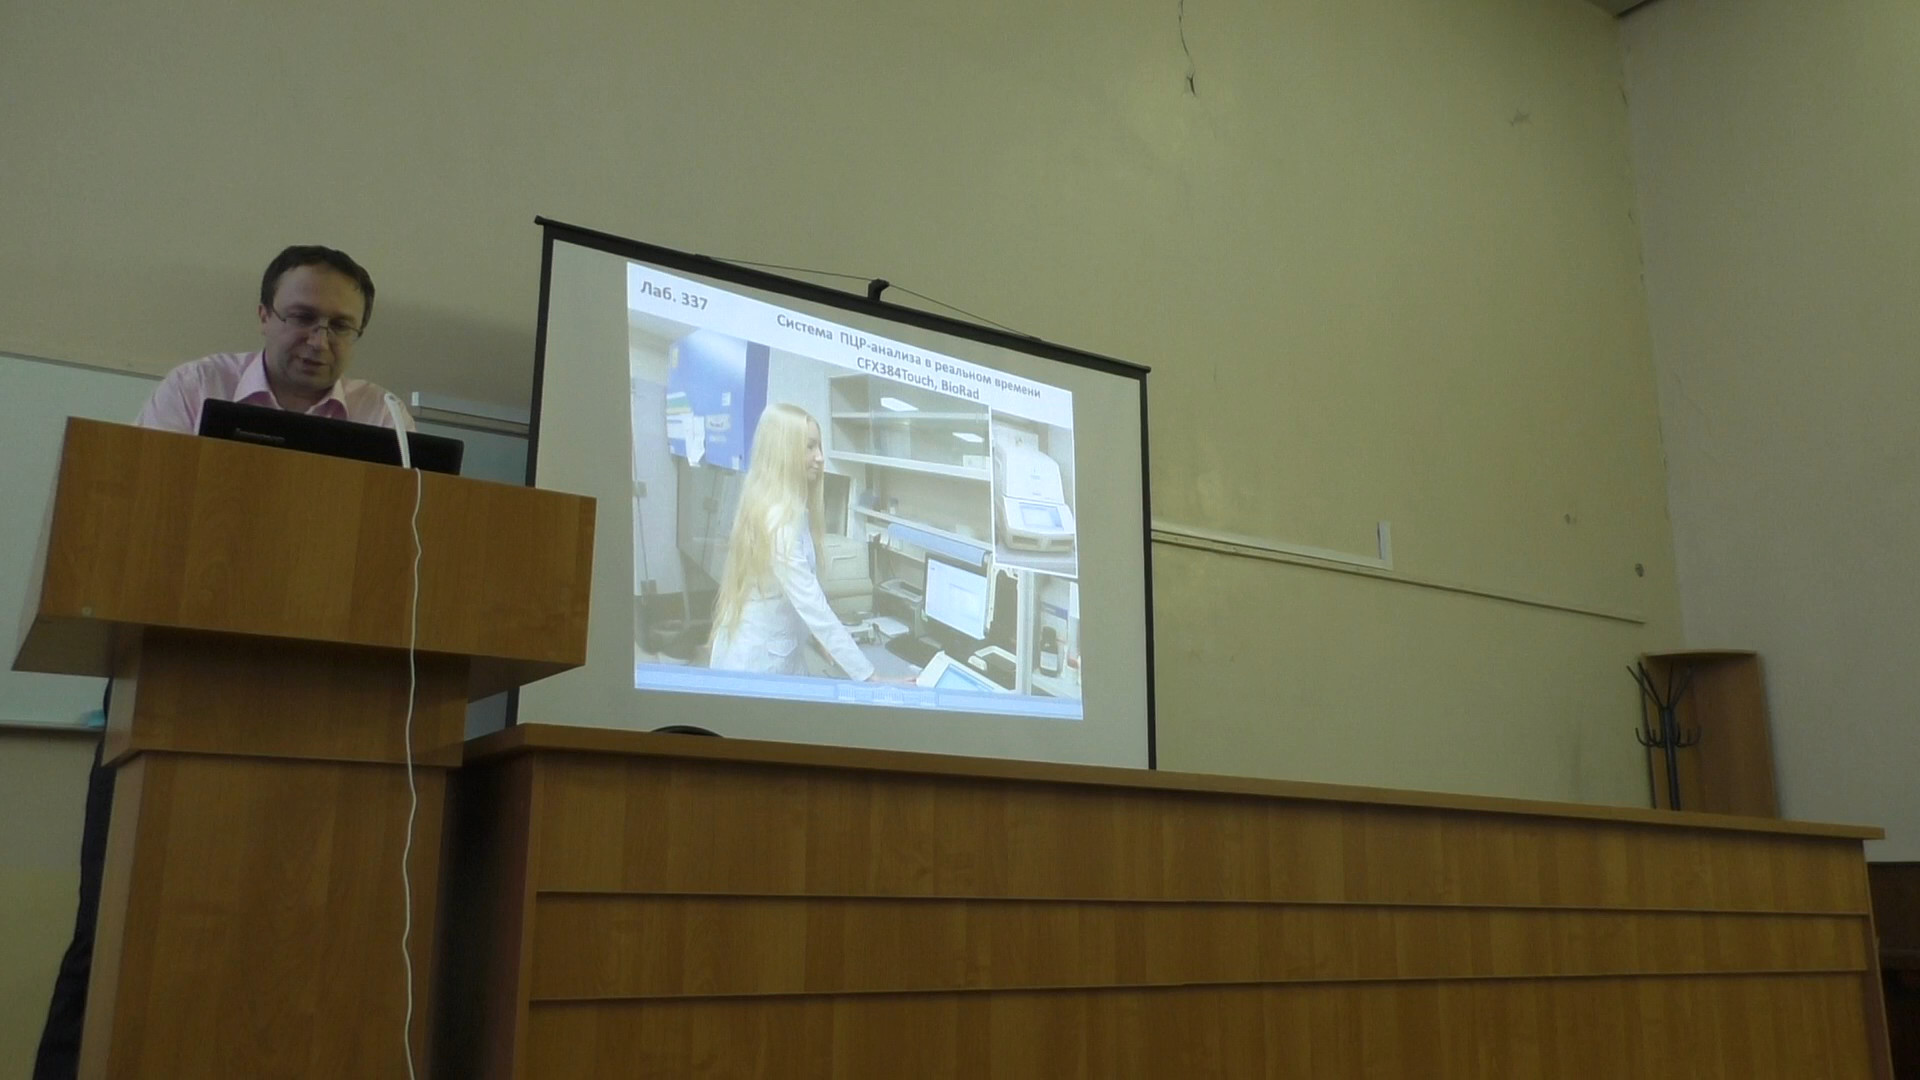 Лаб. 337
Система ПЦР-анализа в реальном времени
CFX384Touch, BioRad